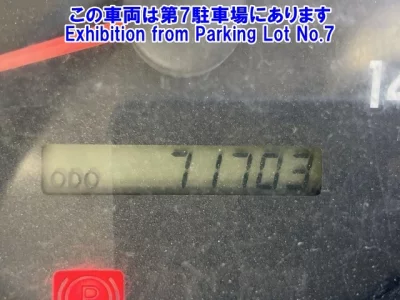 この車両は第7駐車場にあります
Exhibition from Parking Lot No.7
14
ODO 71703
P